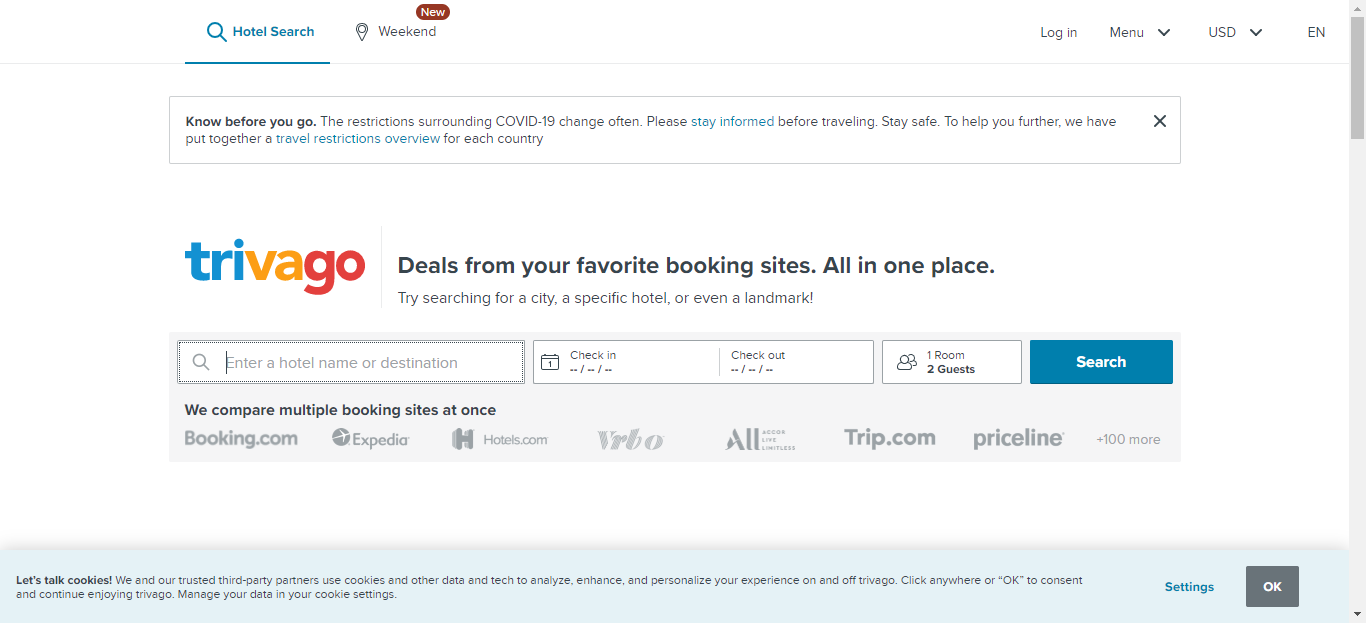 New
Hotel Search
Weekend
Log in
Menu
USD
EN
Know before you go. The restrictions surrounding COVID-19 change often. Please stay informed before traveling. Stay safe. To help you further, we have
put together a travel restrictions overview for each country
trivago
Deals from your favorite booking sites. All in one place.
Try searching for a city, a specific hotel, or even a landmark!
Enter a hotel name or destination
1
Check in
-- / -- / --
Check out
-- / -- / --
1 Room
2 Guests
Search
We compare multiple booking sites at once
Booking.com
Expedia
H Hotels.com
Vrbo
ALL ACCOR LIVE LIMITLESS
Trip.com
priceline
+100 more
Let's talk cookies! We and our trusted third-party partners use cookies and other data and tech to analyze, enhance, and personalize your experience on and off trivago. Click anywhere or “OK” to consent
and continue enjoying trivago. Manage your data in your cookie settings.
Settings
OK